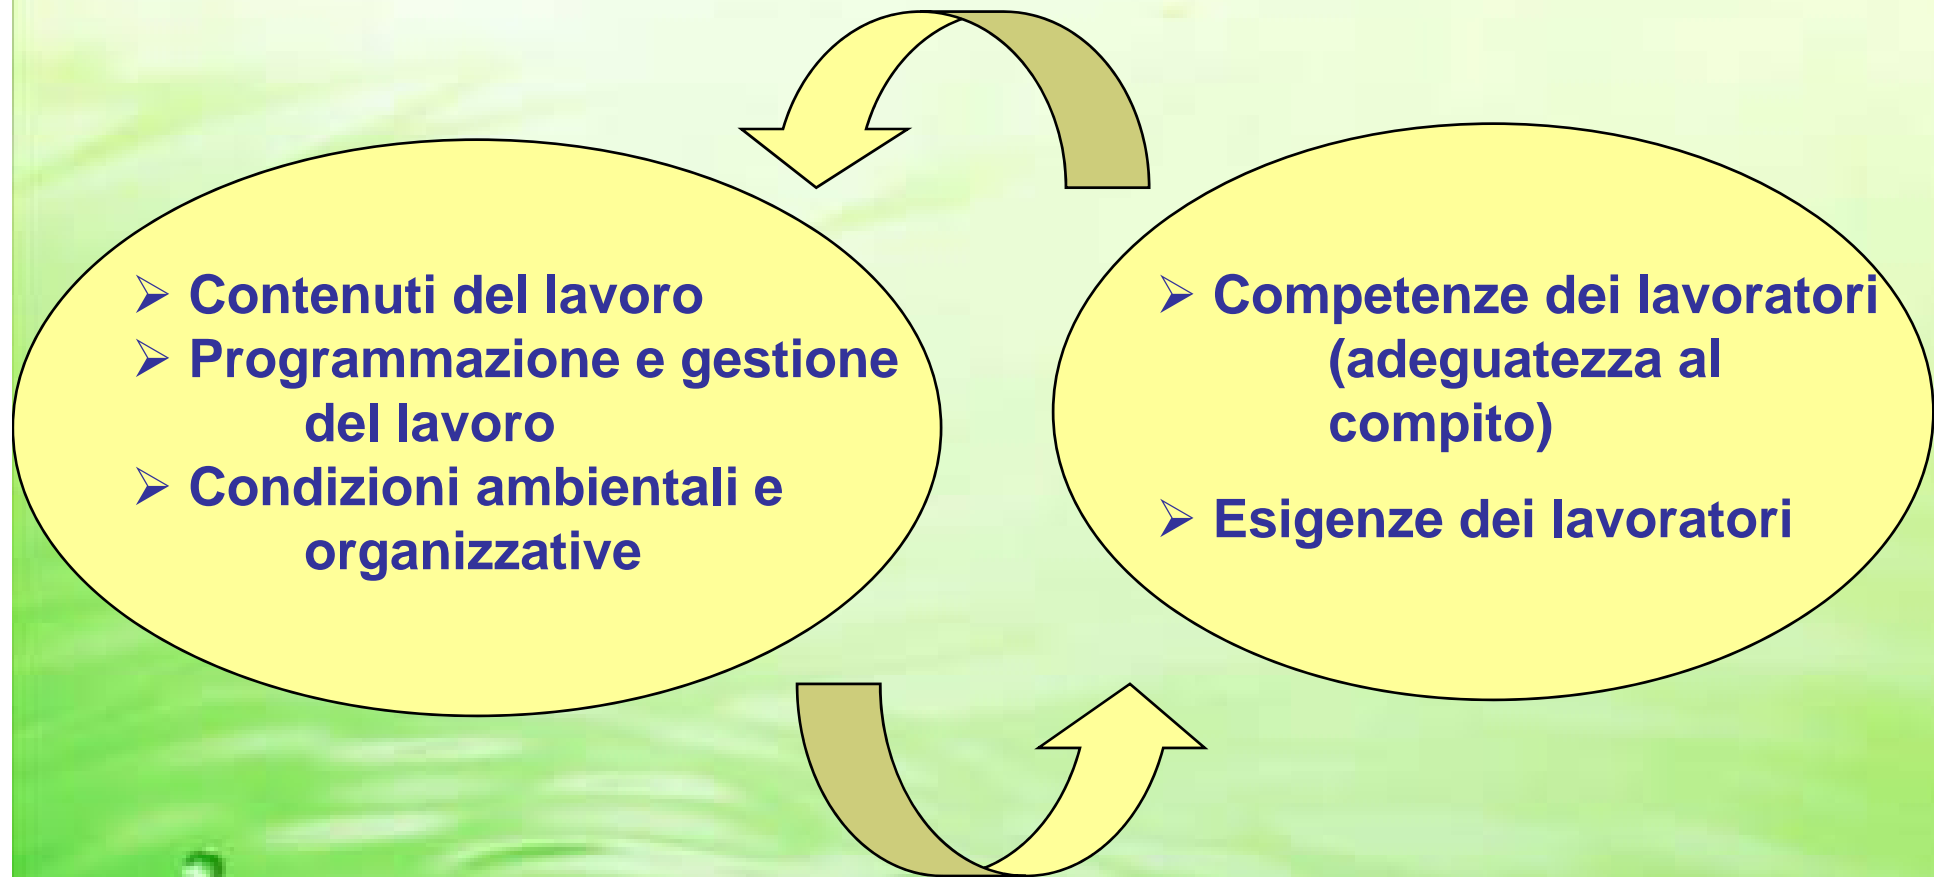 ➢ Contenuti del lavoro
➢ Programmazione e gestione
del lavoro
➢ Condizioni ambientali e
organizzative
➢ Competenze dei lavoratori
(adeguatezza al
compito)
➢ Esigenze dei lavoratori